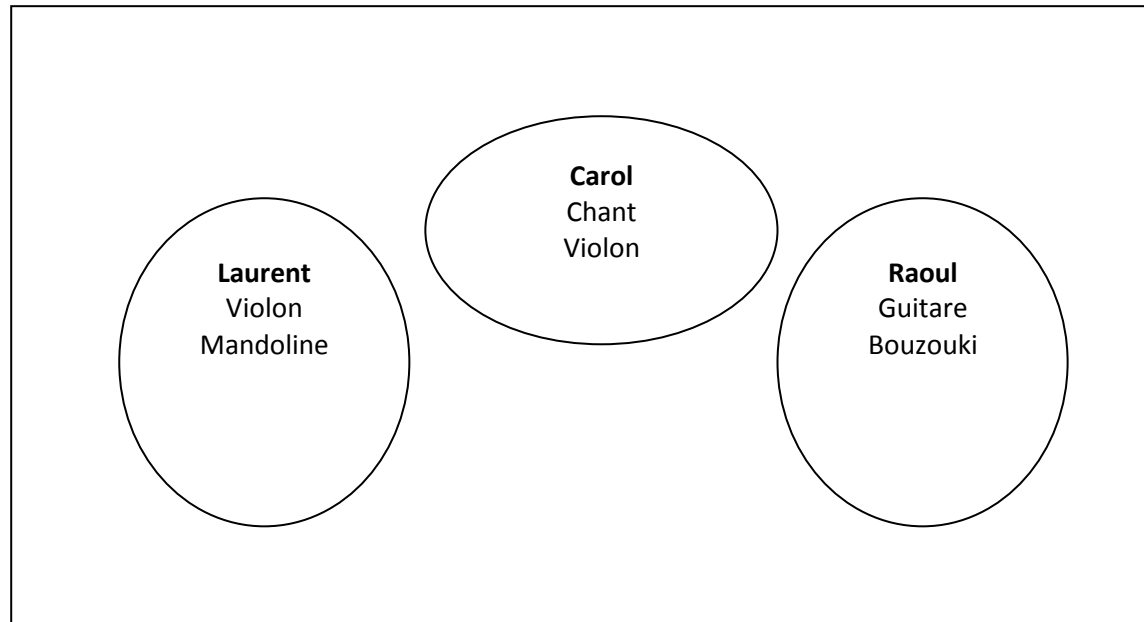 Carol
Chant
Violon
Laurent
Violon
Mandoline
Raoul
Guitare
Bouzouki